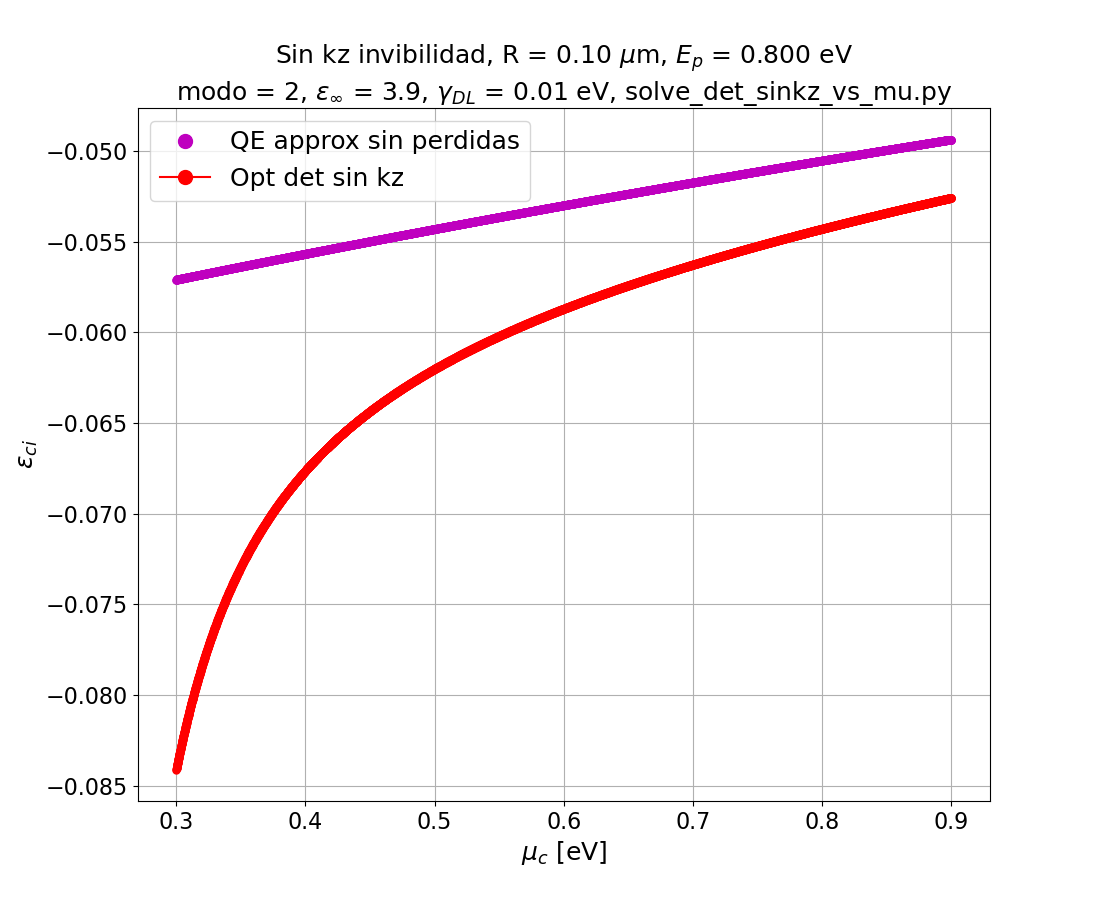 Sin kz invibilidad, R = 0.10 μm, E_p = 0.800 eV
modo = 2, ε_∞ = 3.9, γ_DL = 0.01 eV, solve_det_sinkz_vs_mu.py
QE approx sin perdidas
Opt det sin kz
−0.050
−0.055
−0.060
−0.065
−0.070
−0.075
−0.080
−0.085
ε_ci
0.3 0.4 0.5 0.6 0.7 0.8 0.9
μ_c [eV]